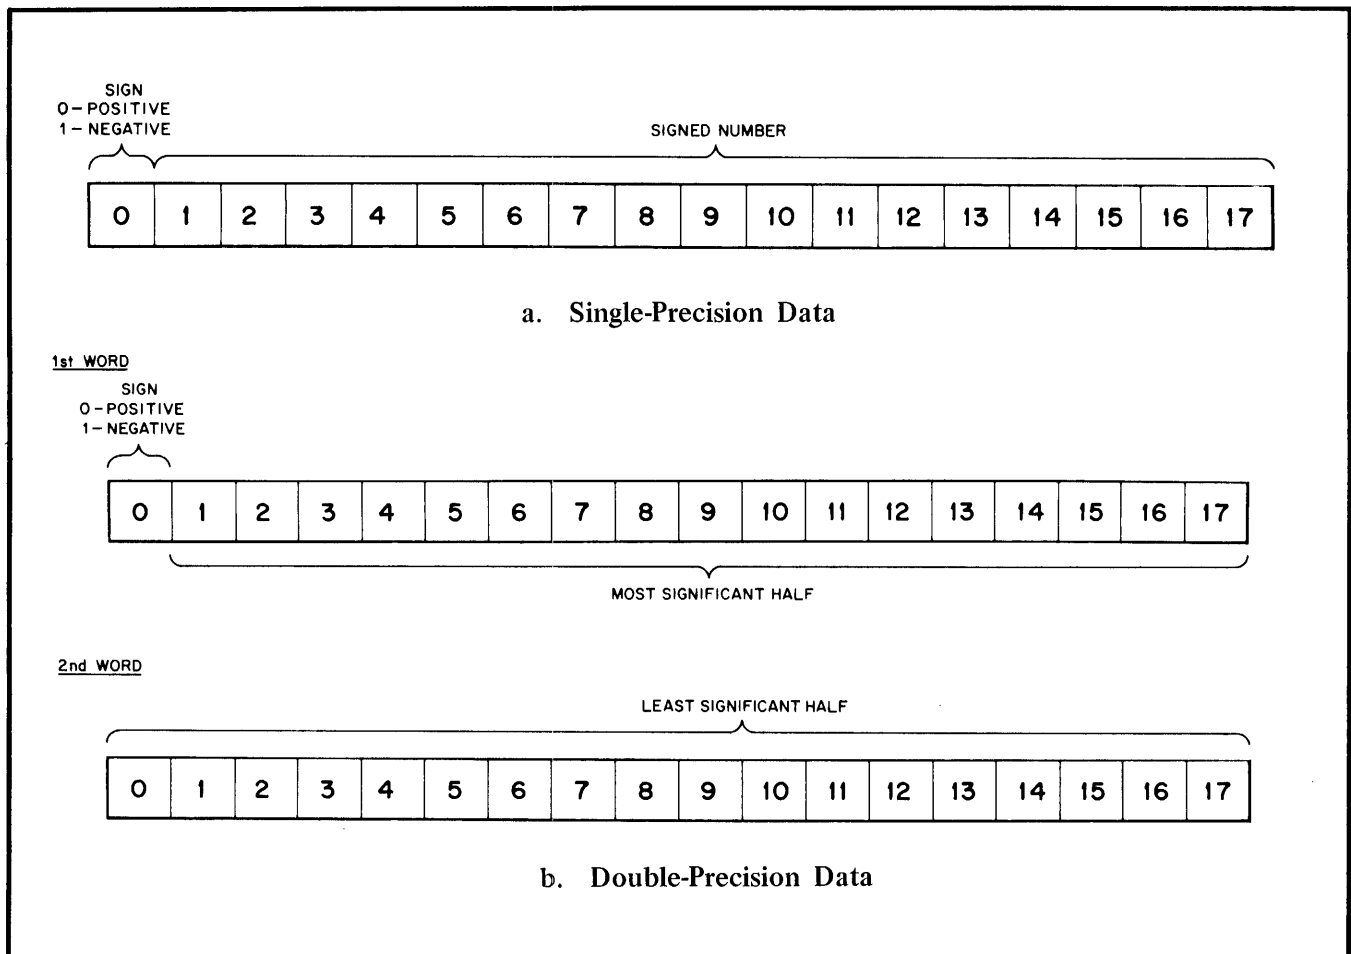 SIGN
0-POSITIVE
1-NEGATIVE
SIGNED NUMBER
0 1 2 3 4 5 6 7 8 9 10 11 12 13 14 15 16 17
a. Single-Precision Data
1st WORD
SIGN
0-POSITIVE
1-NEGATIVE
0 1 2 3 4 5 6 7 8 9 10 11 12 13 14 15 16 17
MOST SIGNIFICANT HALF
2nd WORD
LEAST SIGNIFICANT HALF
0 1 2 3 4 5 6 7 8 9 10 11 12 13 14 15 16 17
b. Double-Precision Data